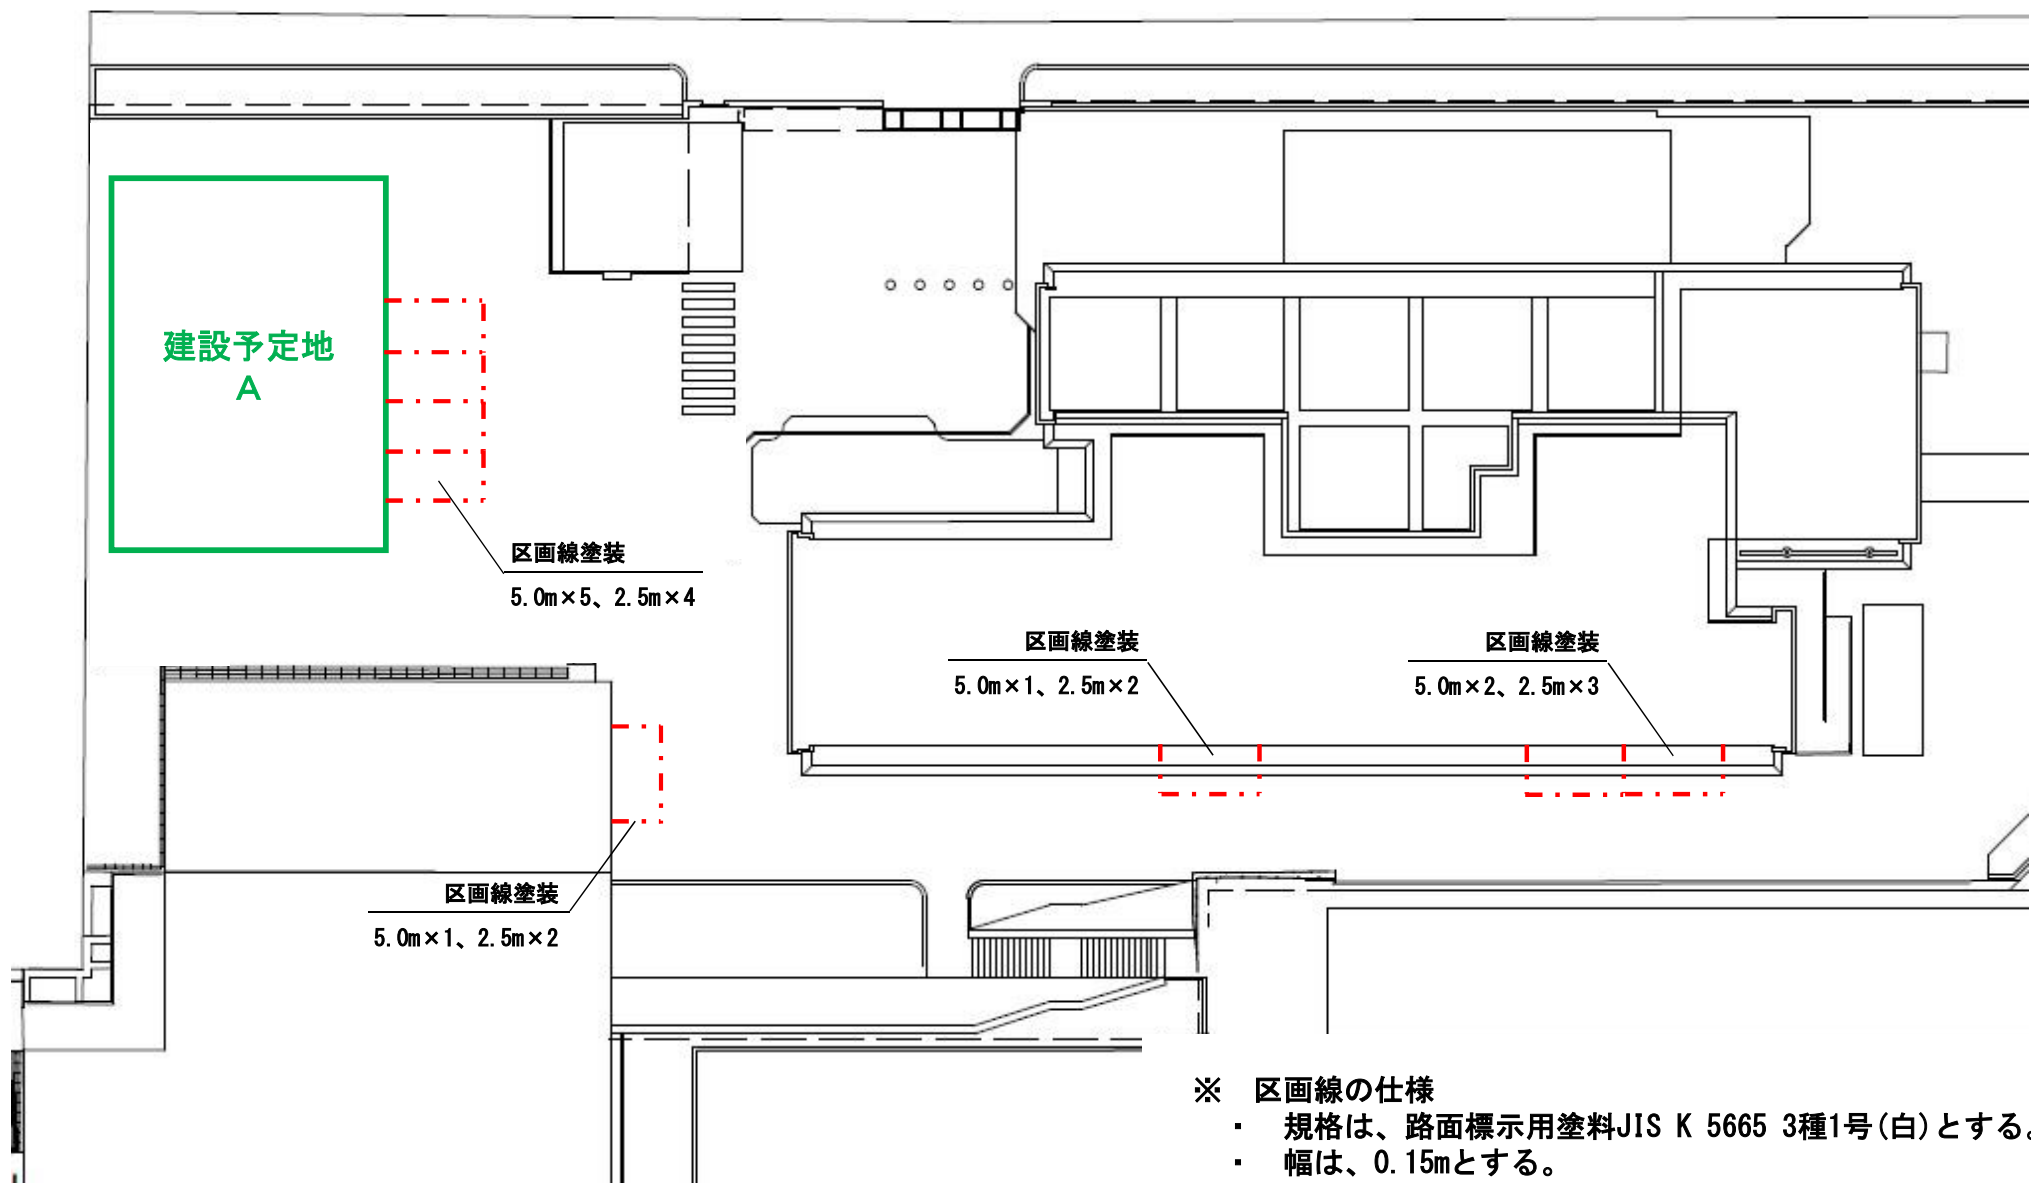 建設予定地
A
区画線塗装
5.0m×5、2.5m×4
区画線塗装
5.0m×1、2.5m×2
区画線塗装
5.0m×2、2.5m×3
区画線塗装
5.0m×1、2.5m×2
※　区画線の仕様
・　規格は、路面標示用塗料JIS K 5665 3種1号(白)とする。
・　幅は、0.15mとする。